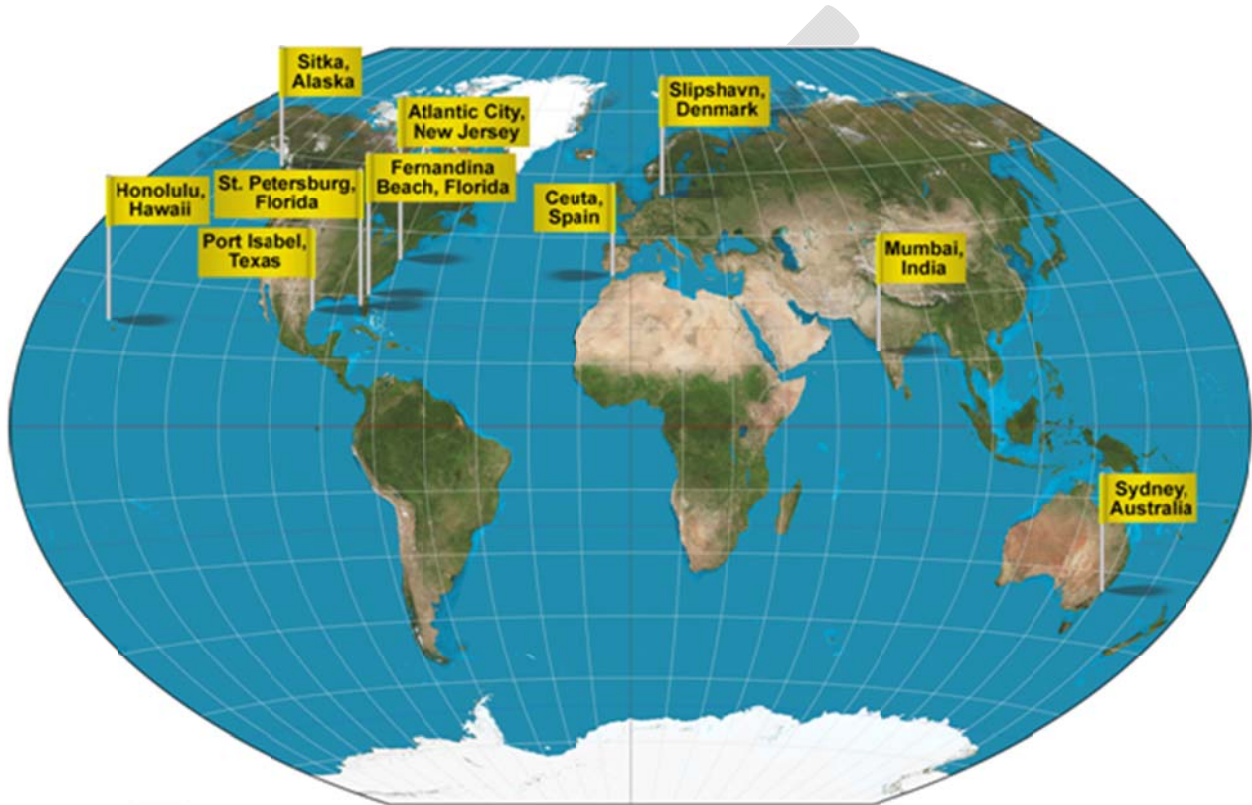 Sitka,
Alaska
Slipshavn,
Denmark
Atlantic City,
New Jersey
Fernandina
Beach, Florida
Honolulu,
Hawaii
St. Petersburg,
Florida
Ceuta,
Spain
Port Isabel,
Texas
Mumbai,
India
Sydney,
Australia